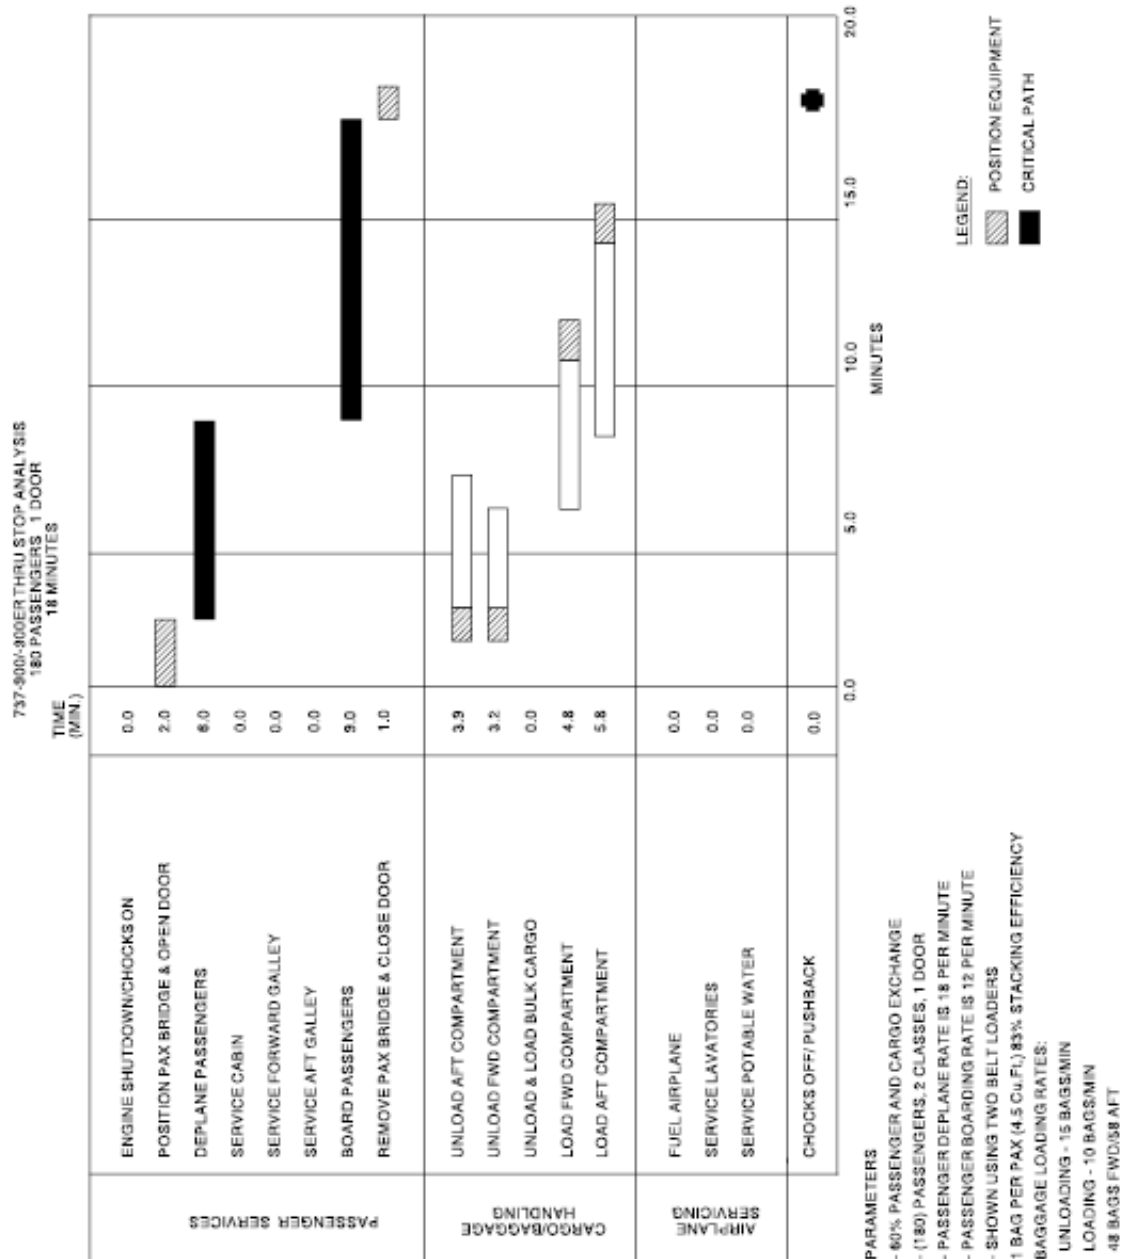 737-900/-900ER THRU STOP ANALYSIS
180 PASSENGERS, 1 DOOR
18 MINUTES
TIME
(MIN.)
PASSENGER SERVICES
ENGINE SHUTDOWN/CHOCKS ON 0.0
POSITION PAX BRIDGE & OPEN DOOR 2.0
DEPLANE PASSENGERS 6.0
SERVICE CABIN 0.0
SERVICE FORWARD GALLEY 0.0
SERVICE AFT GALLEY 0.0
BOARD PASSENGERS 9.0
REMOVE PAX BRIDGE & CLOSE DOOR 1.0
CARGO/BAGGAGE
HANDLING
UNLOAD AFT COMPARTMENT 3.9
UNLOAD FWD COMPARTMENT 3.2
UNLOAD & LOAD BULK CARGO 0.0
LOAD FWD COMPARTMENT 4.8
LOAD AFT COMPARTMENT 5.8
AIRPLANE
SERVICING
FUEL AIRPLANE 0.0
SERVICE LAVATORIES 0.0
SERVICE POTABLE WATER 0.0
CHOCKS OFF/ PUSHBACK 0.0
0.0 5.0 10.0 15.0 20.0
MINUTES
PARAMETERS
- 60% PASSENGER AND CARGO EXCHANGE
- (180) PASSENGERS, 2 CLASSES, 1 DOOR
- PASSENGER DEPLANE RATE IS 18 PER MINUTE
- PASSENGER BOARDING RATE IS 12 PER MINUTE
- SHOWN USING TWO BELT LOADERS
1 BAG PER PAX (4.5 Cu.Ft.) 83% STACKING EFFICIENCY
BAGGAGE LOADING RATES:
UNLOADING - 15 BAGS/MIN
LOADING - 10 BAGS/MIN
48 BAGS FWD/58 AFT
LEGEND:
POSITION EQUIPMENT
CRITICAL PATH